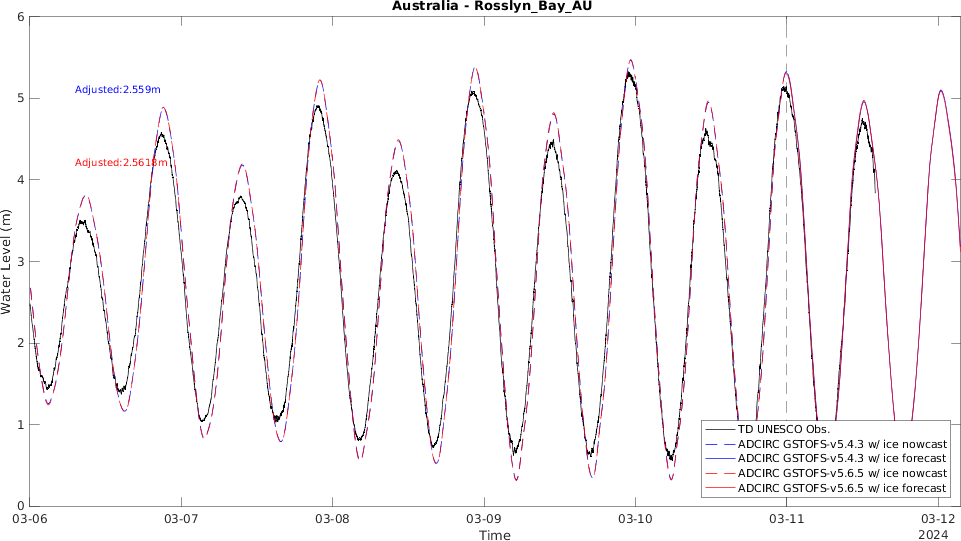 Australia - Rosslyn_Bay_AU
6
5
4
3
2
1
0
Water Level (m)
Adjusted:2.559m
Adjusted:2.5618m
TD UNESCO Obs.
ADCIRC GSTOFS-v5.4.3 w/ ice nowcast
ADCIRC GSTOFS-v5.4.3 w/ ice forecast
ADCIRC GSTOFS-v5.6.5 w/ ice nowcast
ADCIRC GSTOFS-v5.6.5 w/ ice forecast
03-06 03-07 03-08 03-09 03-10 03-11 03-12
Time 2024